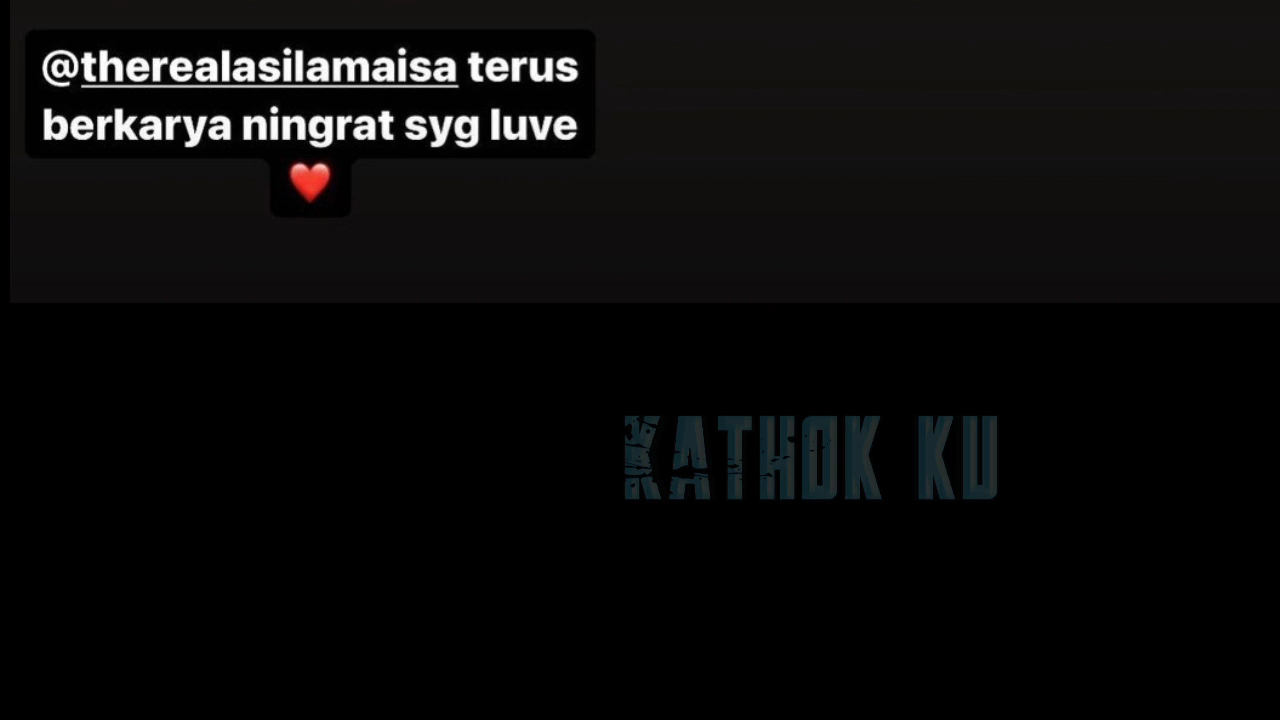 @therealasilamaisa terus
berkarya ningrat syg luve
❤️
KATHOK KU